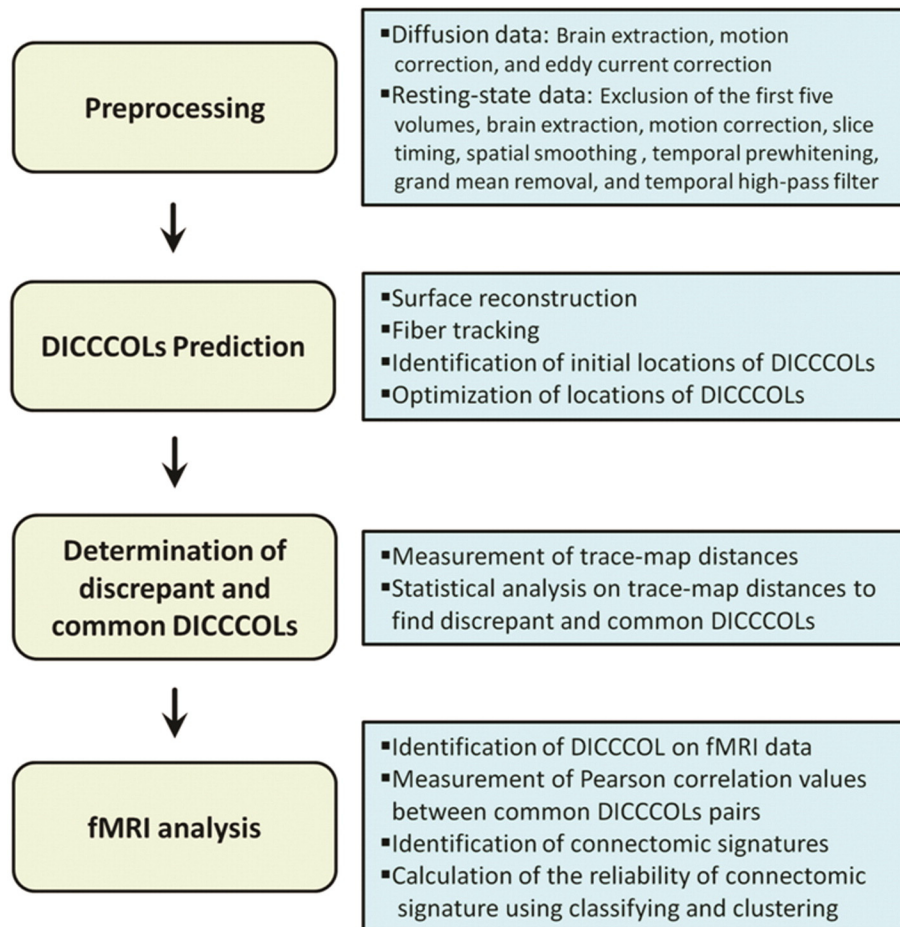 Preprocessing
▪Diffusion data: Brain extraction, motion
correction, and eddy current correction
▪Resting-state data: Exclusion of the first five
volumes, brain extraction, motion correction, slice
timing, spatial smoothing , temporal prewhitening,
grand mean removal, and temporal high-pass filter
DICCCOLs Prediction
▪Surface reconstruction
▪Fiber tracking
▪Identification of initial locations of DICCCOLs
▪Optimization of locations of DICCCOLs
Determination of
discrepant and
common DICCCOLs
▪Measurement of trace-map distances
▪Statistical analysis on trace-map distances to
find discrepant and common DICCCOLs
fMRI analysis
▪Identification of DICCCOL on fMRI data
▪Measurement of Pearson correlation values
between common DICCCOLs pairs
▪Identification of connectomic signatures
▪Calculation of the reliability of connectomic
signature using classifying and clustering